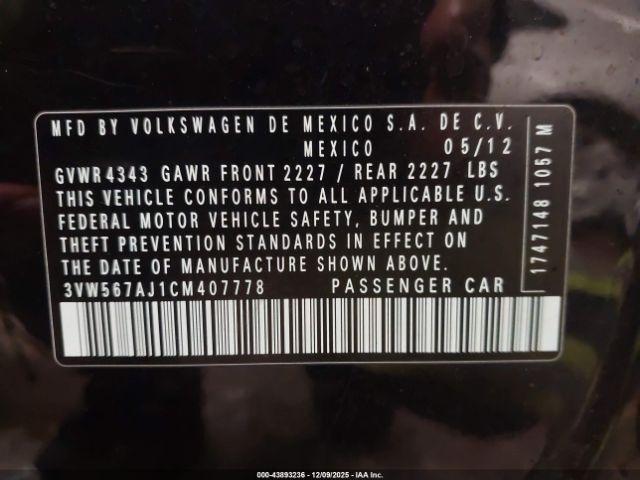 MFD BY VOLKSWAGEN DE MEXICO S.A. DE C.V.
MEXICO 05/12
GVWR 4343 GAWR FRONT 2227 / REAR 2227 LBS
THIS VEHICLE CONFORMS TO ALL APPLICABLE U.S.
FEDERAL MOTOR VEHICLE SAFETY, BUMPER AND
THEFT PREVENTION STANDARDS IN EFFECT ON
THE DATE OF MANUFACTURE SHOWN ABOVE.
3VW567AJ1CM407778 PASSENGER CAR
1747148 1057 M
000-43893236 - 12/09/2025 - IAA Inc.